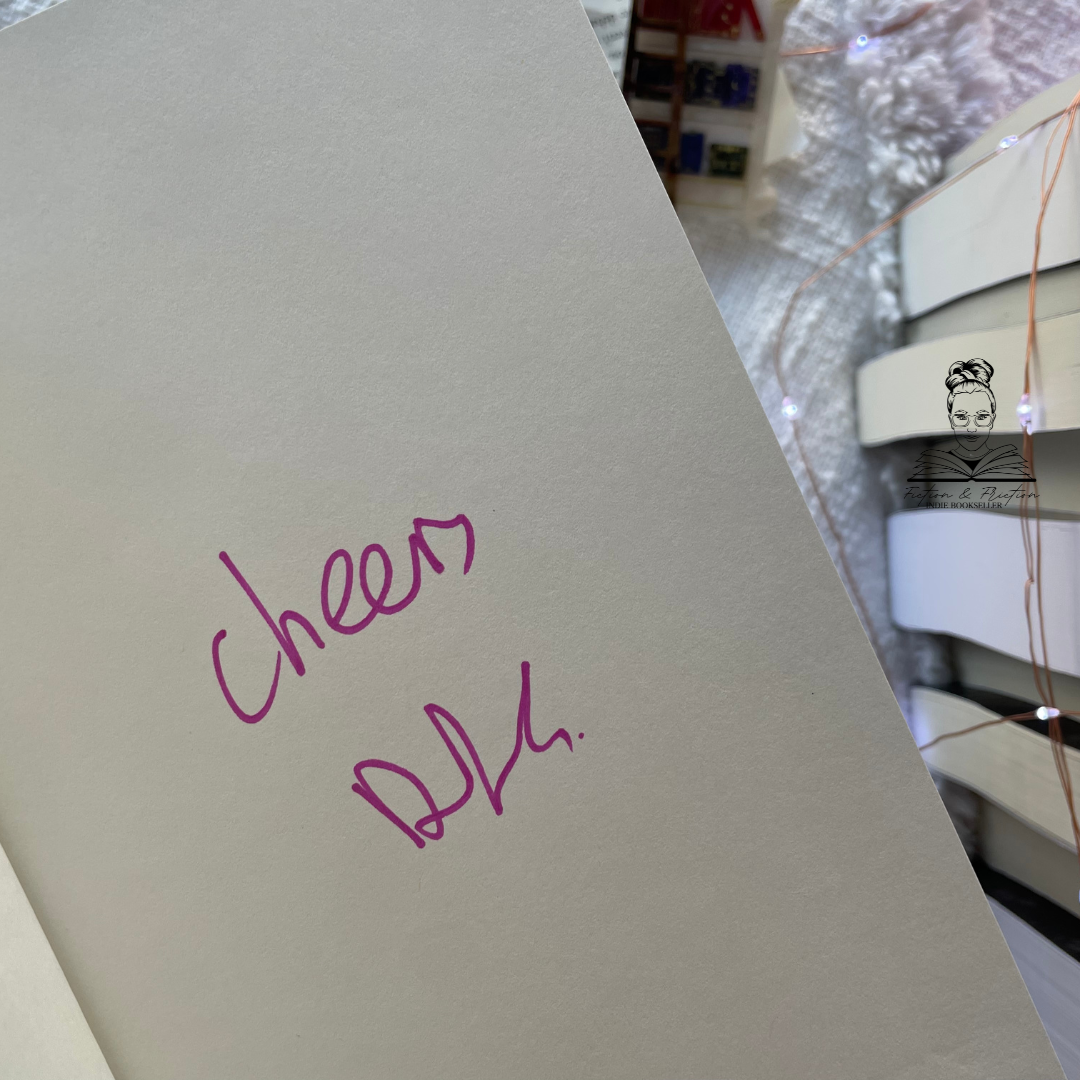 cheers
Fiction & Friction
INDIE BOOKSELLER